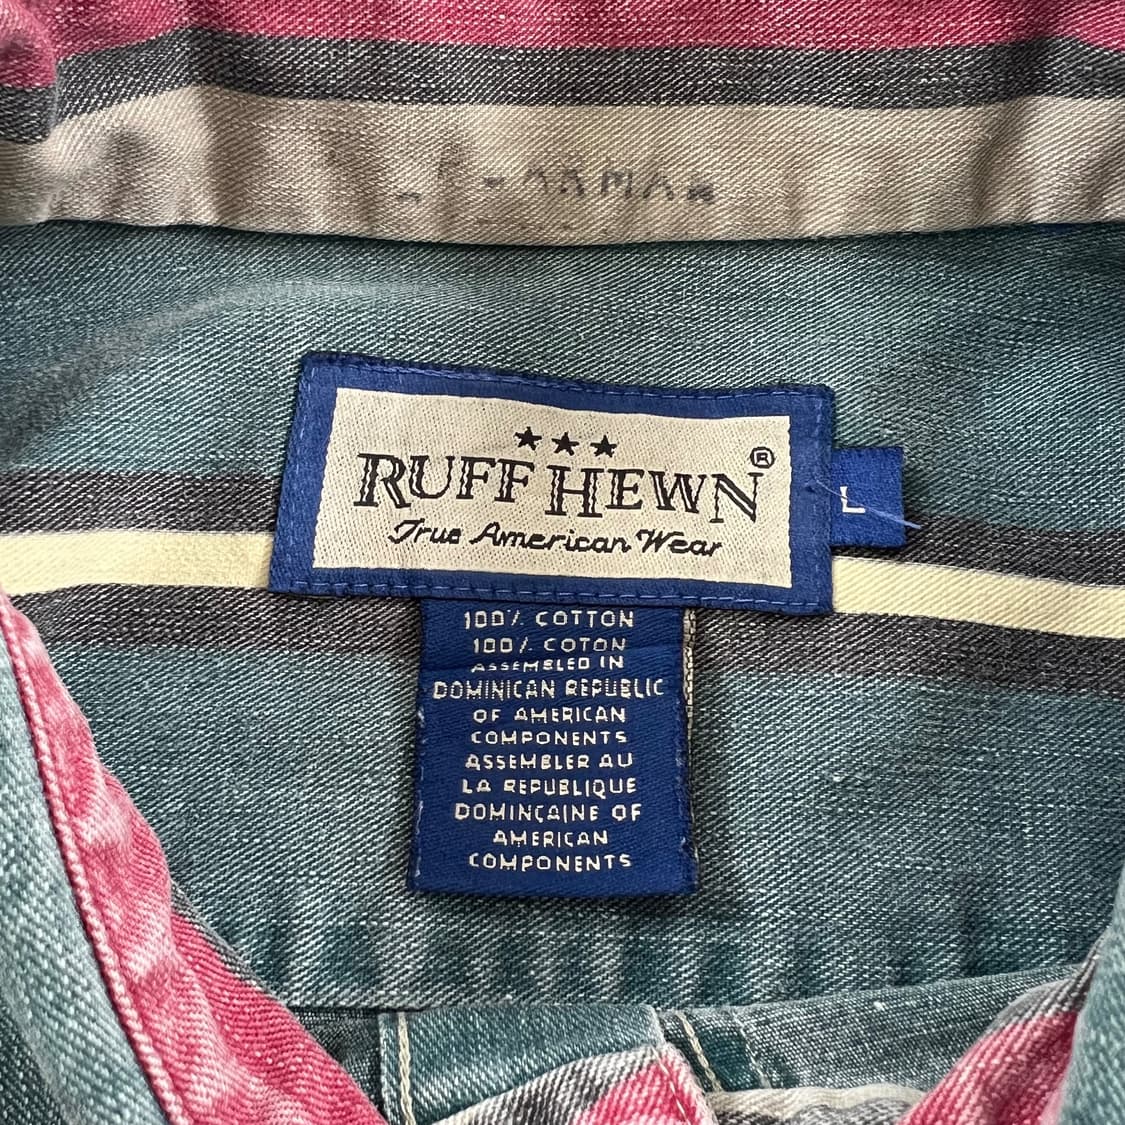 RUFF HEWN®
True American Wear
L
100% COTTON
100% COTON
ASSEMBLED IN
DOMINICAN REPUBLIC
OF AMERICAN
COMPONENTS
ASSEMBLER AU
LA REPUBLIQUE
DOMINÇAINE OF
AMERICAN
COMPONENTS